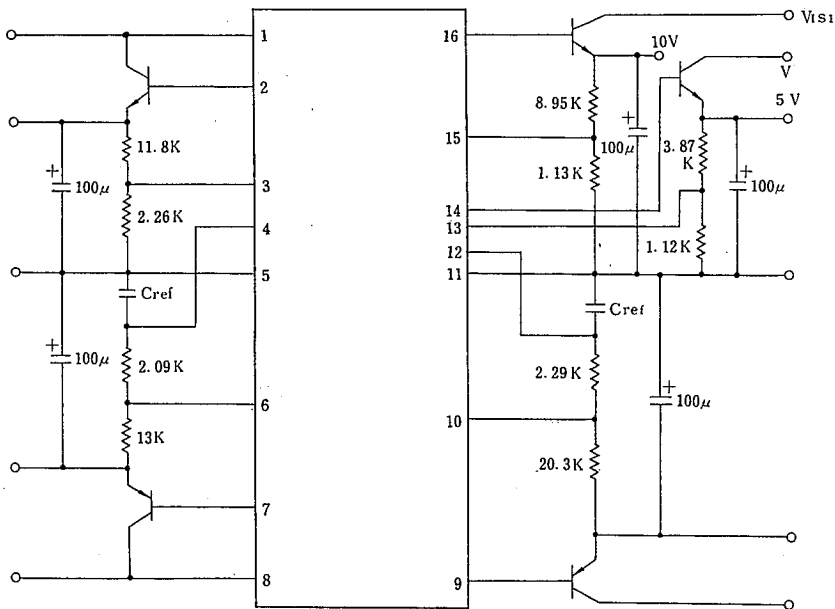 1
2
11.8K
100μ
3
2.26K
4
5
Cref
100μ
2.09K
6
13K
7
8
16
VIS1
10V
V
8.95K
5 V
15
100μ
3.87
K
1.13K
100μ
14
13
12
1.12K
11
Cref
2.29K
100μ
10
20.3K
9